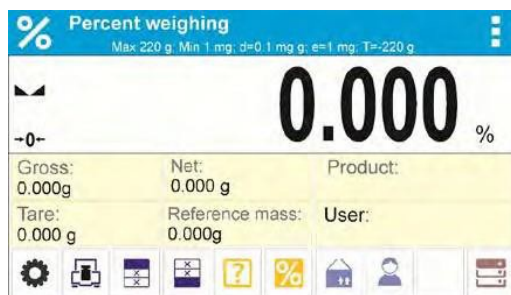 % Percent weighing
Max 220 g: Min 1 mg: d=0.1 mg g: e=1 mg: T=-220 g
0.000 %
→0←
Gross: Net: Product:
0.000g 0.000 g
Tare: Reference mass: User:
0.000 g 0.000g
? %